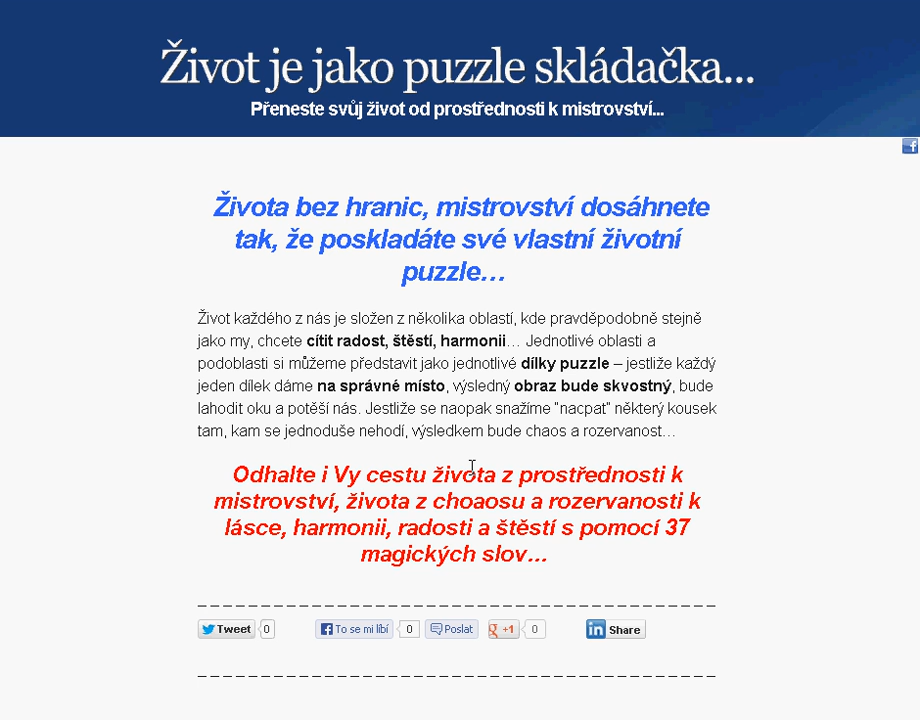 Život je jako puzzle skládačka...
Přeneste svůj život od prostřednosti k mistrovství...
Života bez hranic, mistrovství dosáhnete
tak, že poskladáte své vlastní životní
puzzle…
Život každého z nás je složen z několika oblastí, kde pravděpodobně stejně
jako my, chcete cítit radost, štěstí, harmonii… Jednotlivé oblasti a
podoblasti si můžeme představit jako jednotlivé dílky puzzle – jestliže každý
jeden dílek dáme na správné místo, výsledný obraz bude skvostný, bude
lahodit oku a potěší nás. Jestliže se naopak snažíme "nacpat" některý kousek
tam, kam se jednoduše nehodí, výsledkem bude chaos a rozervanost…
Odhalte i Vy cestu života z prostřednosti k
mistrovství, života z choaosu a rozervanosti k
lásce, harmonii, radosti a štěstí s pomocí 37
magických slov…
Tweet 0 To se mi líbí 0 Poslat +1 0 in Share